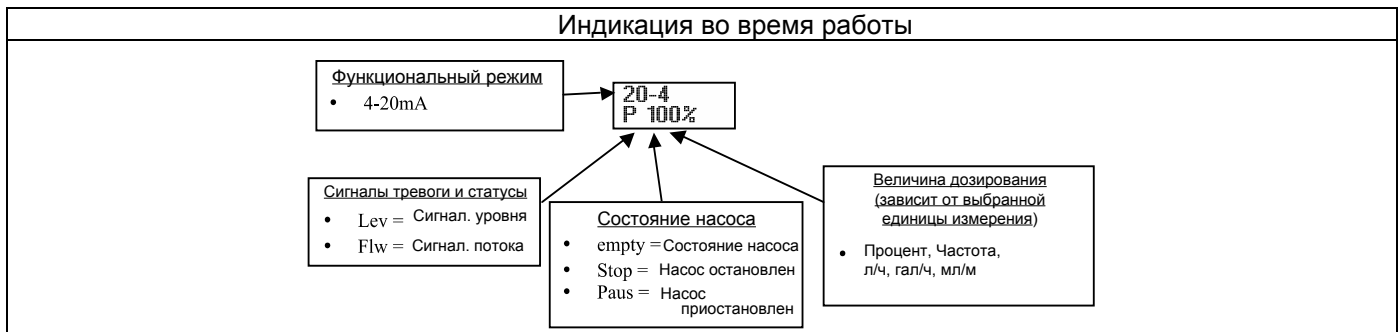 Индикация во время работы
Функциональный режим
• 4-20mA
20-4
P 100%
Сигналы тревоги и статусы
• Lev = Сигнал. уровня
• Flw = Сигнал. потока
Состояние насоса
• empty = Состояние насоса
• Stop = Насос остановлен
• Paus = Насос
приостановлен
Величина дозирования
(зависит от выбранной
единицы измерения)
• Процент, Частота,
л/ч, гал/ч, мл/м